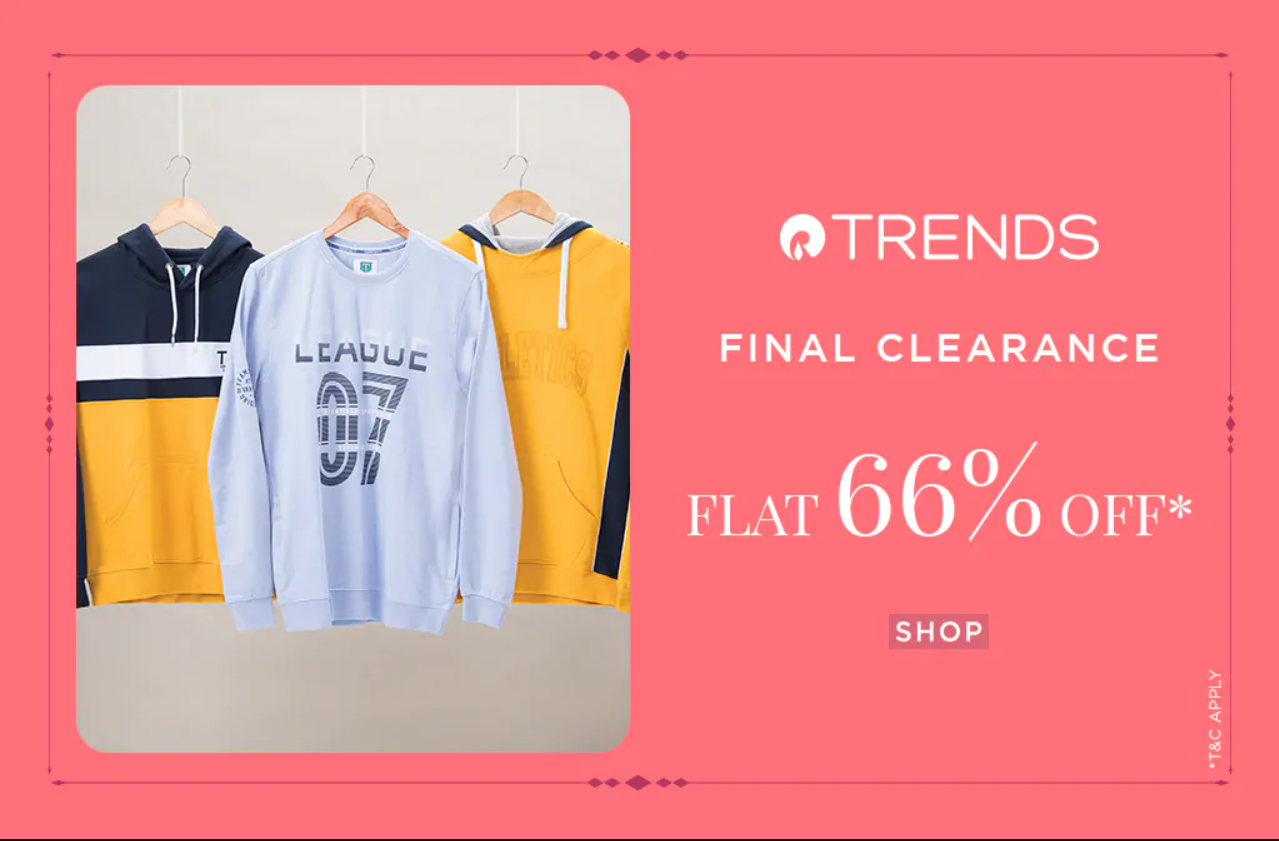 LEAGUE
07
TRENDS
FINAL CLEARANCE
FLAT 66% OFF*
SHOP
*T&C APPLY